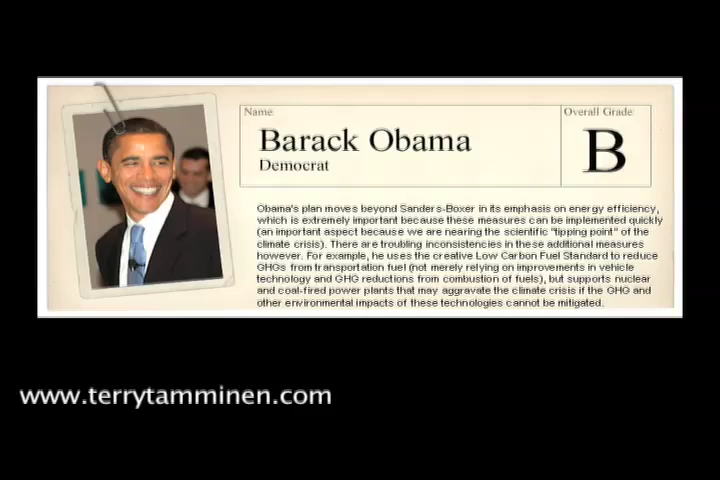 Name:
Overall Grade:
Barack Obama
B
Democrat
Obama's plan moves beyond Sanders-Boxer in its emphasis on energy efficiency,
which is extremely important because these measures can be implemented quickly
(an important aspect because we are nearing the scientific "tipping point" of the
climate crisis). There are troubling inconsistencies in these additional measures
however. For example, he uses the creative Low Carbon Fuel Standard to reduce
GHGs from transportation fuel (not merely relying on improvements in vehicle
technology and GHG reductions from combustion of fuels), but supports nuclear
and coal-fired power plants that may aggravate the climate crisis if the GHG and
other environmental impacts of these technologies cannot be mitigated.
www.terrytamminen.com